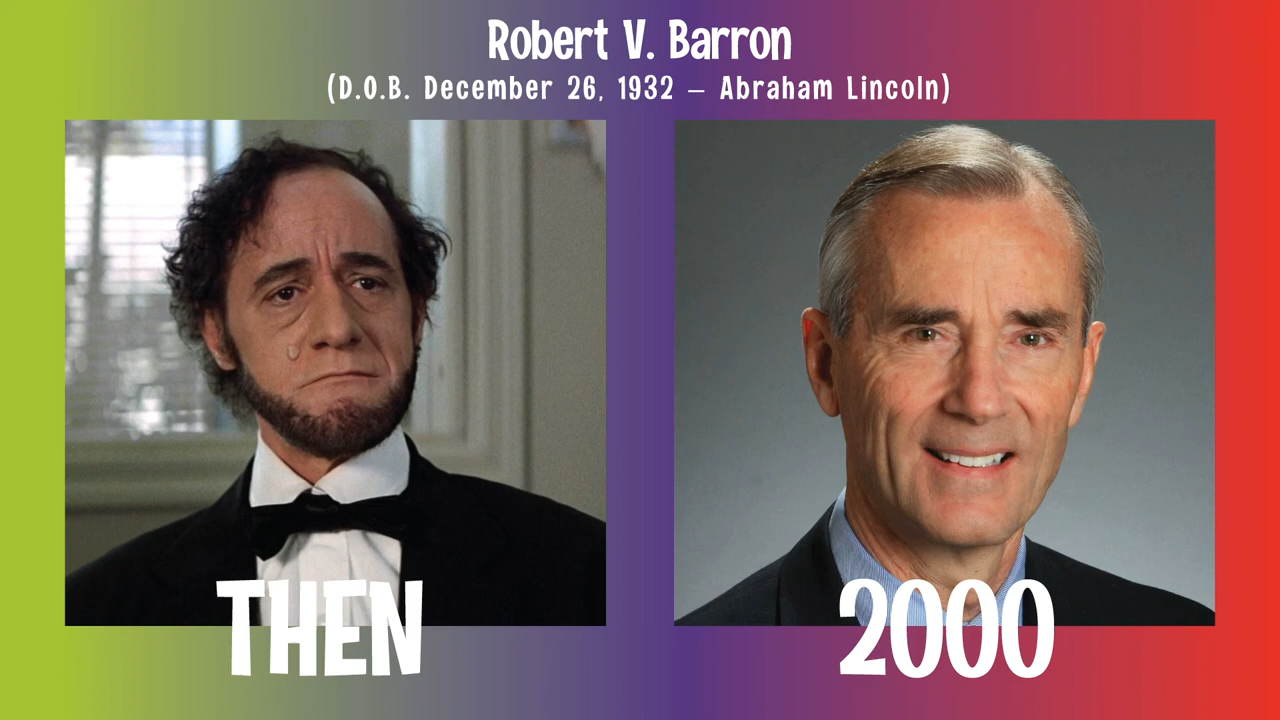 Robert V. Barron
(D.O.B. December 26, 1932 – Abraham Lincoln)
THEN
2000